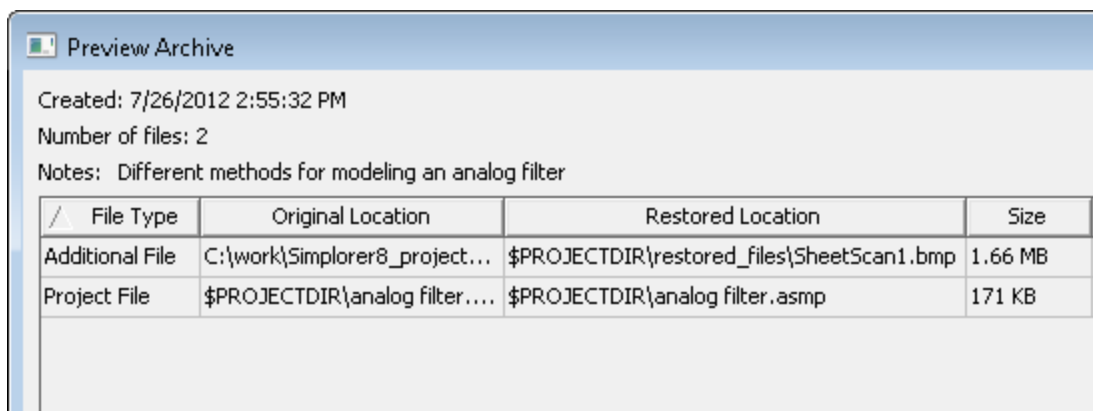 Preview Archive
Created: 7/26/2012 2:55:32 PM
Number of files: 2
Notes: Different methods for modeling an analog filter
File Type Original Location Restored Location Size
Additional File C:\work\Simplorer8_project... $PROJECTDIR\restored_files\SheetScan1.bmp 1.66 MB
Project File $PROJECTDIR\analog filter.... $PROJECTDIR\analog filter.asmp 171 KB